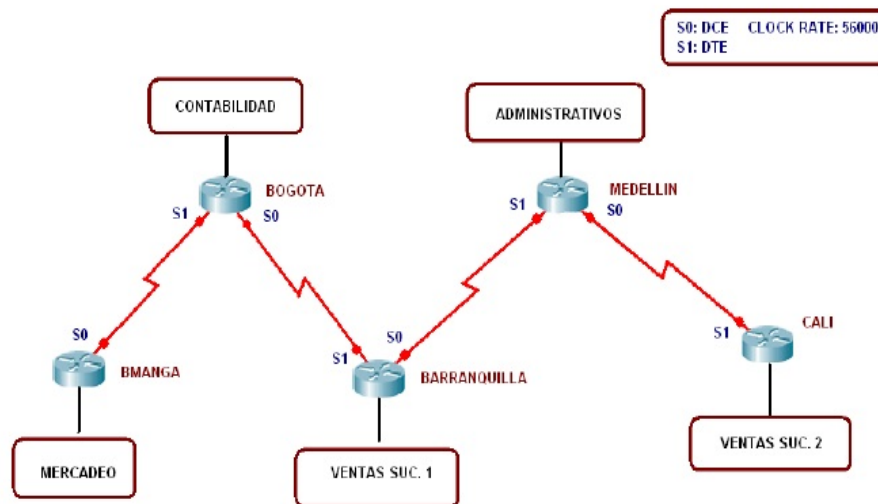 S0: DCE CLOCK RATE: 56000
S1: DTE
CONTABILIDAD
ADMINISTRATIVOS
BOGOTA
MEDELLIN
S1
S0
S1
S0
S0
S1
S0
S1
CALI
BMANGA
BARRANQUILLA
MERCADEO
VENTAS SUC. 1
VENTAS SUC. 2